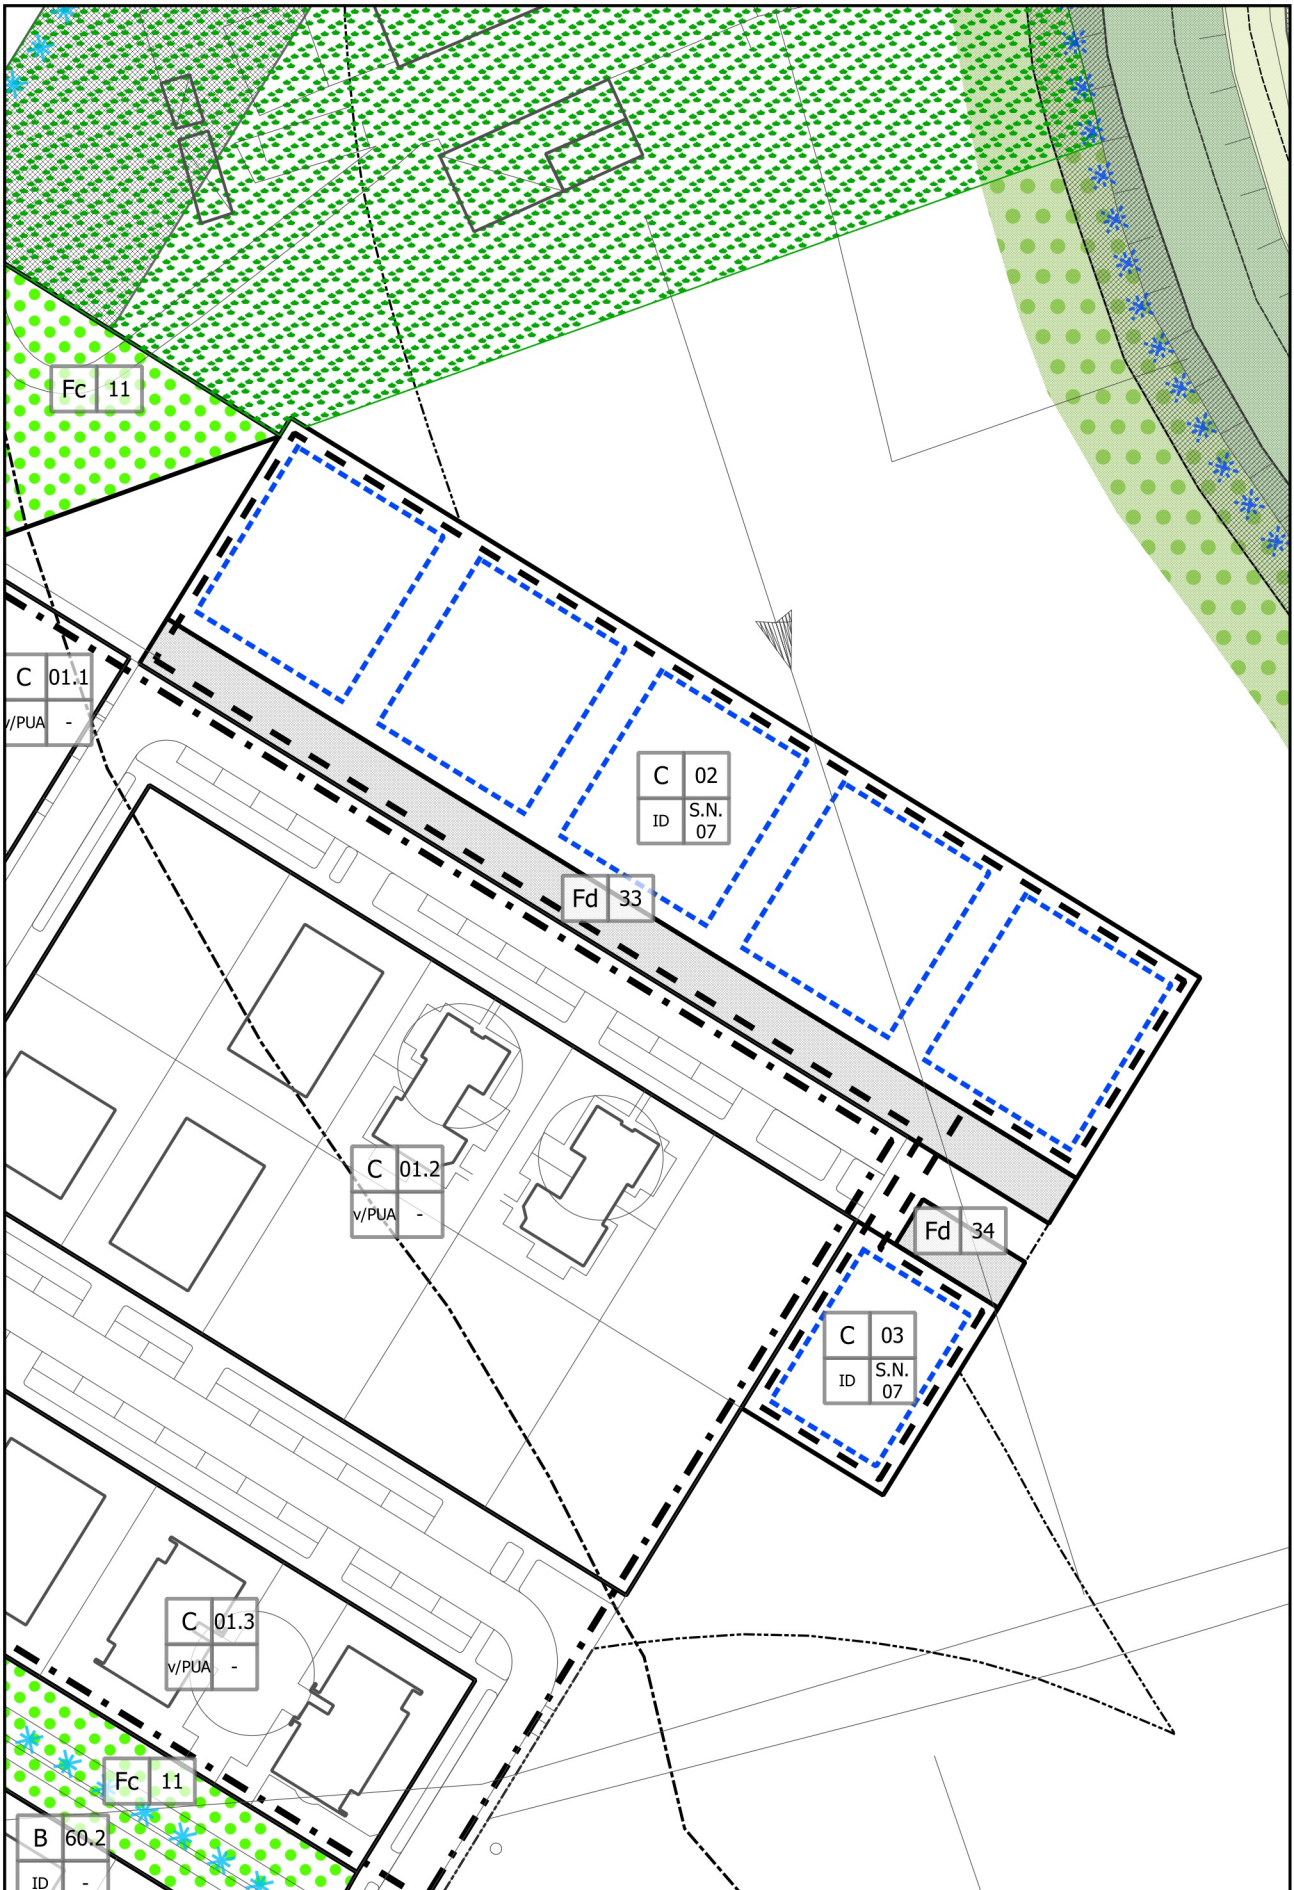 Fc 11
C 01.1
v/PUA -
C 02
ID S.N. 07
Fd 33
C 01.2
v/PUA -
Fd 34
C 03
ID S.N. 07
C 01.3
v/PUA -
Fc 11
B 60.2
ID -